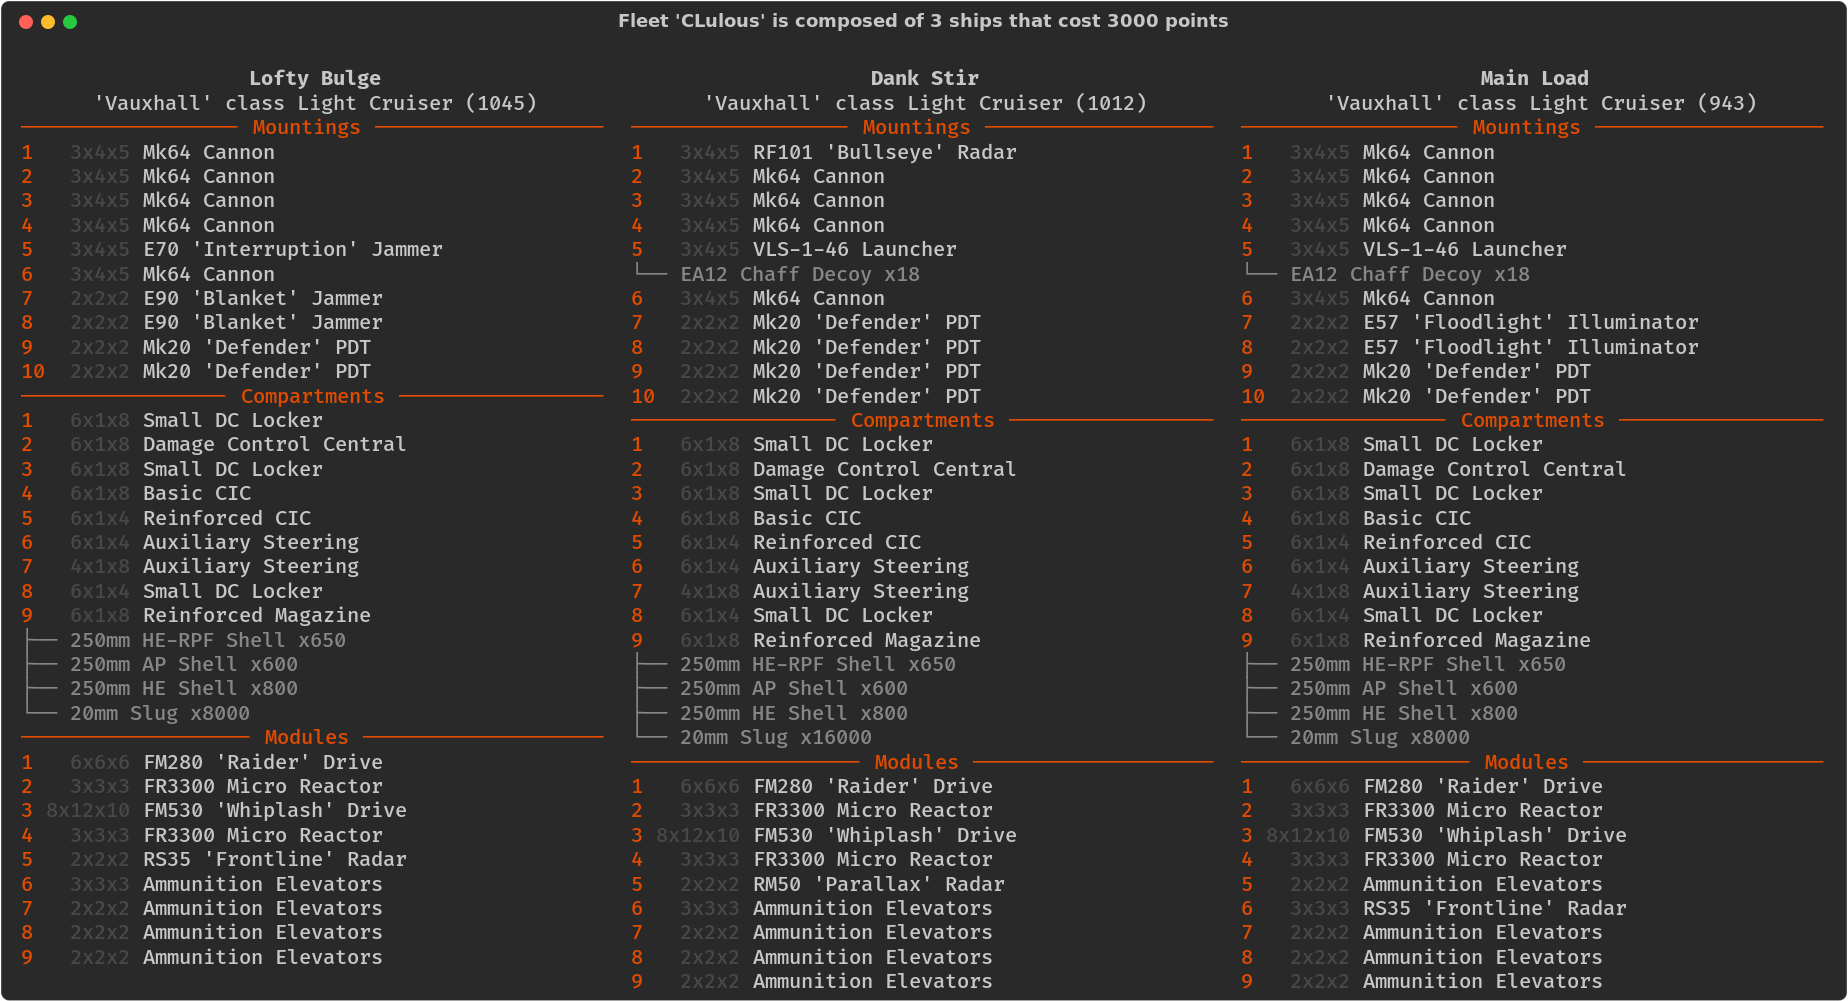 Fleet 'CLulous' is composed of 3 ships that cost 3000 points
Lofty Bulge
'Vauxhall' class Light Cruiser (1045)
Mountings
1 3x4x5 Mk64 Cannon
2 3x4x5 Mk64 Cannon
3 3x4x5 Mk64 Cannon
4 3x4x5 Mk64 Cannon
5 3x4x5 E70 'Interruption' Jammer
6 3x4x5 Mk64 Cannon
7 2x2x2 E90 'Blanket' Jammer
8 2x2x2 E90 'Blanket' Jammer
9 2x2x2 Mk20 'Defender' PDT
10 2x2x2 Mk20 'Defender' PDT
Compartments
1 6x1x8 Small DC Locker
2 6x1x8 Damage Control Central
3 6x1x8 Small DC Locker
4 6x1x8 Basic CIC
5 6x1x4 Reinforced CIC
6 6x1x4 Auxiliary Steering
7 4x1x8 Auxiliary Steering
8 6x1x4 Small DC Locker
9 6x1x8 Reinforced Magazine
250mm HE-RPF Shell x650
250mm AP Shell x600
250mm HE Shell x800
20mm Slug x8000
Modules
1 6x6x6 FM280 'Raider' Drive
2 3x3x3 FR3300 Micro Reactor
3 8x12x10 FM530 'Whiplash' Drive
4 3x3x3 FR3300 Micro Reactor
5 2x2x2 RS35 'Frontline' Radar
6 3x3x3 Ammunition Elevators
7 2x2x2 Ammunition Elevators
8 2x2x2 Ammunition Elevators
9 2x2x2 Ammunition Elevators
Dank Stir
'Vauxhall' class Light Cruiser (1012)
Mountings
1 3x4x5 RF101 'Bullseye' Radar
2 3x4x5 Mk64 Cannon
3 3x4x5 Mk64 Cannon
4 3x4x5 Mk64 Cannon
5 3x4x5 VLS-1-46 Launcher
EA12 Chaff Decoy x18
6 3x4x5 Mk64 Cannon
7 2x2x2 Mk20 'Defender' PDT
8 2x2x2 Mk20 'Defender' PDT
9 2x2x2 Mk20 'Defender' PDT
10 2x2x2 Mk20 'Defender' PDT
Compartments
1 6x1x8 Small DC Locker
2 6x1x8 Damage Control Central
3 6x1x8 Small DC Locker
4 6x1x8 Basic CIC
5 6x1x4 Reinforced CIC
6 6x1x4 Auxiliary Steering
7 4x1x8 Auxiliary Steering
8 6x1x4 Small DC Locker
9 6x1x8 Reinforced Magazine
250mm HE-RPF Shell x650
250mm AP Shell x600
250mm HE Shell x800
20mm Slug x16000
Modules
1 6x6x6 FM280 'Raider' Drive
2 3x3x3 FR3300 Micro Reactor
3 8x12x10 FM530 'Whiplash' Drive
4 3x3x3 FR3300 Micro Reactor
5 2x2x2 RM50 'Parallax' Radar
6 3x3x3 Ammunition Elevators
7 2x2x2 Ammunition Elevators
8 2x2x2 Ammunition Elevators
9 2x2x2 Ammunition Elevators
Main Load
'Vauxhall' class Light Cruiser (943)
Mountings
1 3x4x5 Mk64 Cannon
2 3x4x5 Mk64 Cannon
3 3x4x5 Mk64 Cannon
4 3x4x5 Mk64 Cannon
5 3x4x5 VLS-1-46 Launcher
EA12 Chaff Decoy x18
6 3x4x5 Mk64 Cannon
7 2x2x2 E57 'Floodlight' Illuminator
8 2x2x2 E57 'Floodlight' Illuminator
9 2x2x2 Mk20 'Defender' PDT
10 2x2x2 Mk20 'Defender' PDT
Compartments
1 6x1x8 Small DC Locker
2 6x1x8 Damage Control Central
3 6x1x8 Small DC Locker
4 6x1x8 Basic CIC
5 6x1x4 Reinforced CIC
6 6x1x4 Auxiliary Steering
7 4x1x8 Auxiliary Steering
8 6x1x4 Small DC Locker
9 6x1x8 Reinforced Magazine
250mm HE-RPF Shell x650
250mm AP Shell x600
250mm HE Shell x800
20mm Slug x8000
Modules
1 6x6x6 FM280 'Raider' Drive
2 3x3x3 FR3300 Micro Reactor
3 8x12x10 FM530 'Whiplash' Drive
4 3x3x3 FR3300 Micro Reactor
5 2x2x2 Ammunition Elevators
6 3x3x3 RS35 'Frontline' Radar
7 2x2x2 Ammunition Elevators
8 2x2x2 Ammunition Elevators
9 2x2x2 Ammunition Elevators